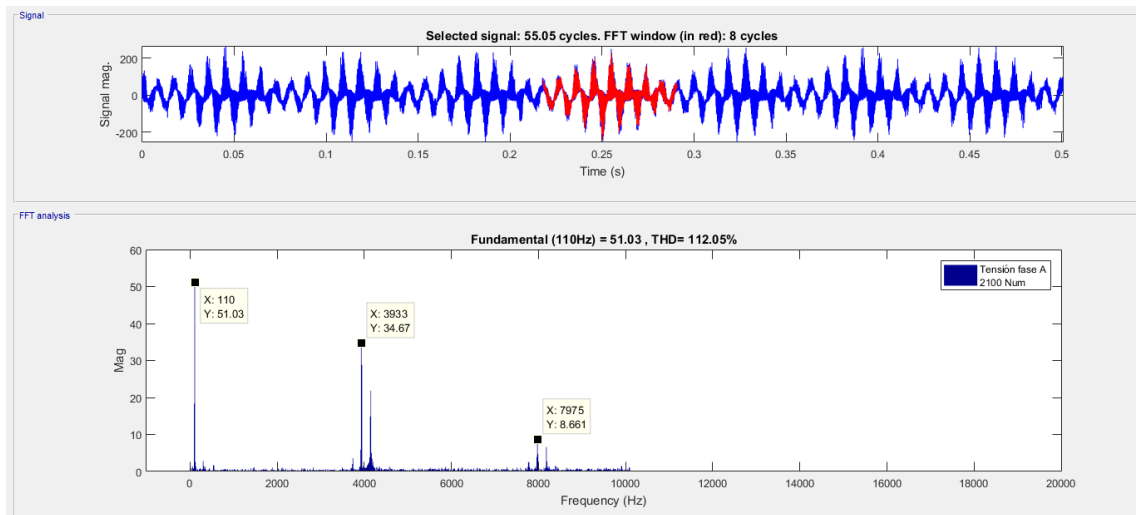 Signal
Selected signal: 55.05 cycles. FFT window (in red): 8 cycles
Signal mag.
200
0
-200
0 0.05 0.1 0.15 0.2 0.25 0.3 0.35 0.4 0.45 0.5
Time (s)
FFT analysis
Fundamental (110Hz) = 51.03 , THD= 112.05%
Mag
60
50
40
30
20
10
0
X: 110
Y: 51.03
X: 3933
Y: 34.67
X: 7975
Y: 8.661
Tensión fase A
2100 Num
0 2000 4000 6000 8000 10000 12000 14000 16000 18000 20000
Frequency (Hz)